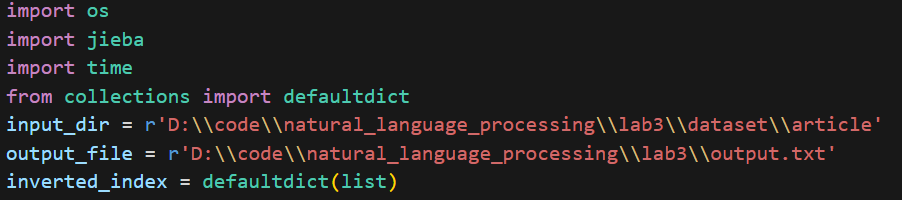 import os
import jieba
import time
from collections import defaultdict
input_dir = r'D:\\code\\natural_language_processing\\lab3\\dataset\\article'
output_file = r'D:\\code\\natural_language_processing\\lab3\\output.txt'
inverted_index = defaultdict(list)